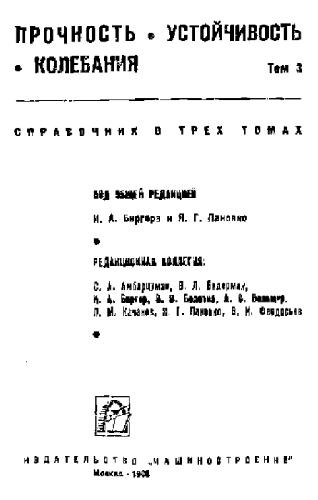 ПРОЧНОСТЬ • УСТОЙЧИВОСТЬ
• КОЛЕБАНИЯ Том 3
СПРАВОЧНИК В ТРЕХ ТОМАХ
ПОД ОБЩЕЙ РЕДАКЦИЕЙ
И. А. Биргера и Я. Г. Пановко
•
РЕДАКЦИОННАЯ КОЛЛЕГИЯ:
С. А. Амбарцумян, В. Л. Бидерман,
И. А. Биргер, В. В. Болотин, А. С. Вольмир,
Л. М. Качанов, Я. Г. Пановко, В. И. Феодосьев
•
ИЗДАТЕЛЬСТВО „МАШИНОСТРОЕНИЕ"
Москва - 1968